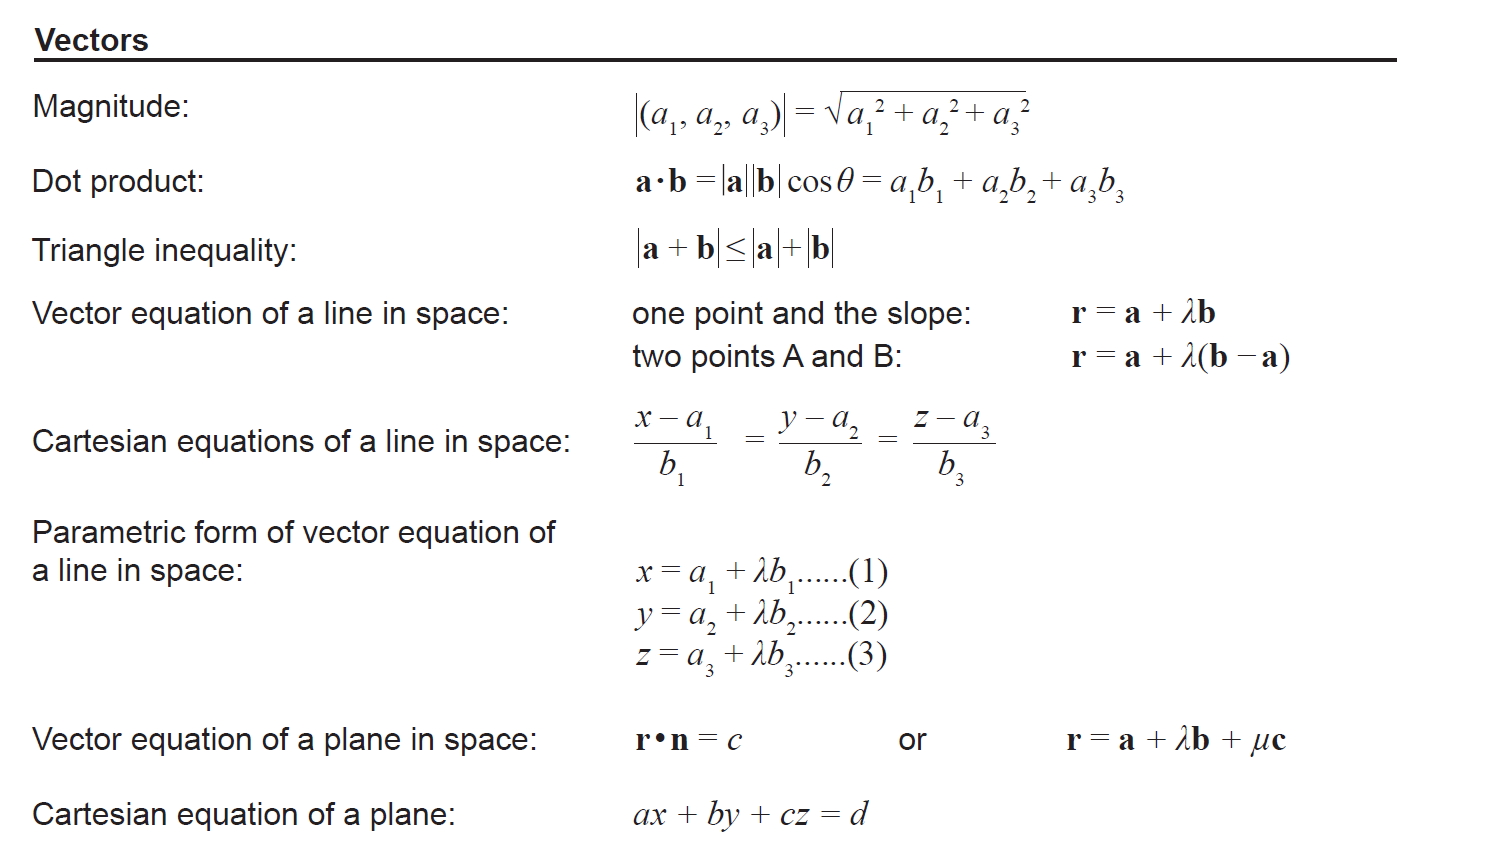 Vectors
Magnitude: |(a₁, a₂, a₃)| = √a₁² + a₂² + a₃²
Dot product: a·b = |a||b| cos θ = a₁b₁ + a₂b₂ + a₃b₃
Triangle inequality: |a + b| ≤ |a| + |b|
Vector equation of a line in space: one point and the slope: r = a + λb
two points A and B: r = a + λ(b – a)
Cartesian equations of a line in space: (x – a₁)/b₁ = (y – a₂)/b₂ = (z – a₃)/b₃
Parametric form of vector equation of
a line in space: x = a₁ + λb₁......(1)
y = a₂ + λb₂......(2)
z = a₃ + λb₃......(3)
Vector equation of a plane in space: r•n = c or r = a + λb + μc
Cartesian equation of a plane: ax + by + cz = d